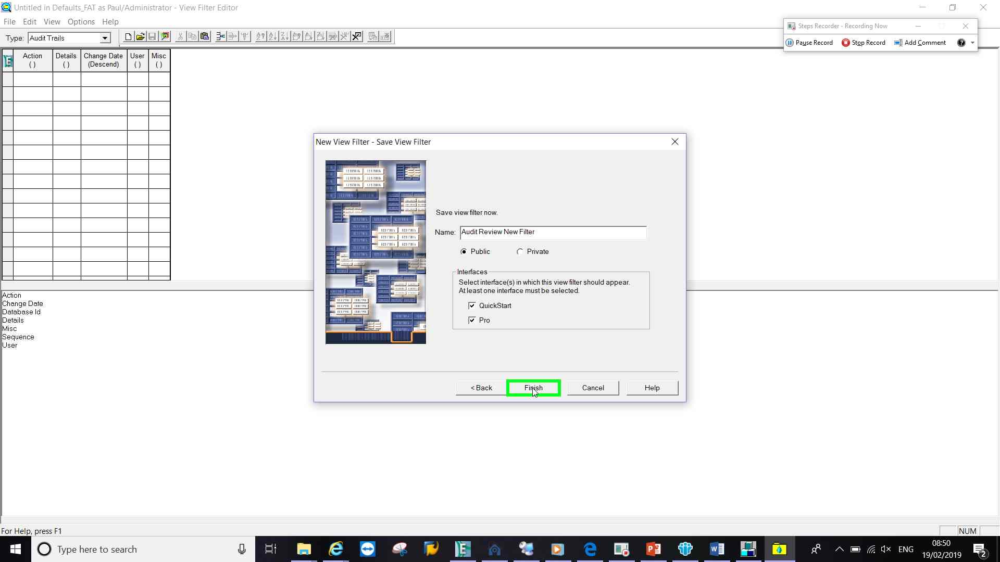 Untitled in Defaults_FAT as Paul/Administrator - View Filter Editor
File Edit View Options Help
Steps Recorder - Recording Now
Type: Audit Trails
Pause Record Stop Record Add Comment
Action Details Change Date User Misc
( ) ( ) (Descend) ( ) ( )
New View Filter - Save View Filter
Save view filter now.
Name: Audit Review New Filter
Public Private
Interfaces
Select interface(s) in which this view filter should appear.
At least one interface must be selected.
QuickStart
Pro
< Back Finish Cancel Help
Action
Change Date
Database Id
Details
Misc
Sequence
User
For Help, press F1
NUM
Type here to search
ENG
08:50
19/02/2019
2